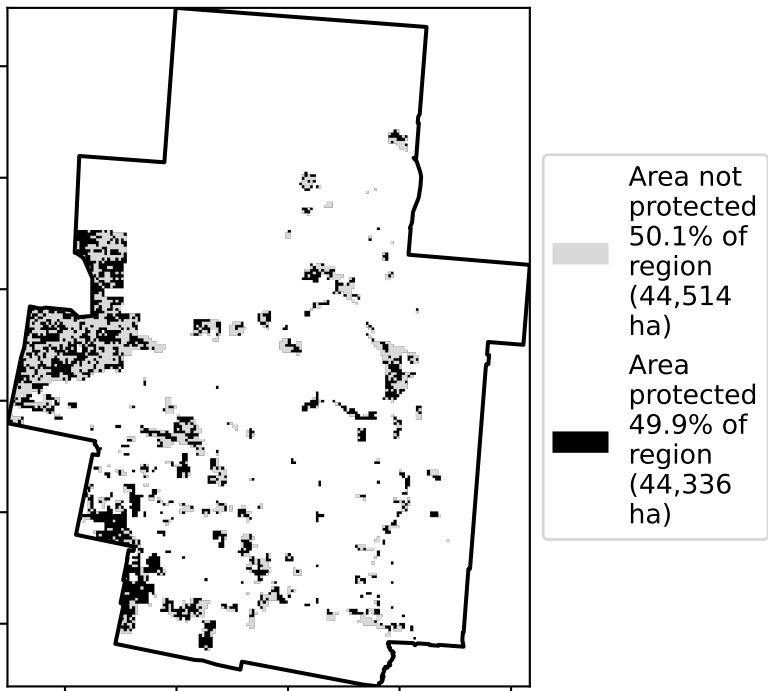 Area not
protected
50.1% of
region
(44,514
ha)
Area
protected
49.9% of
region
(44,336
ha)